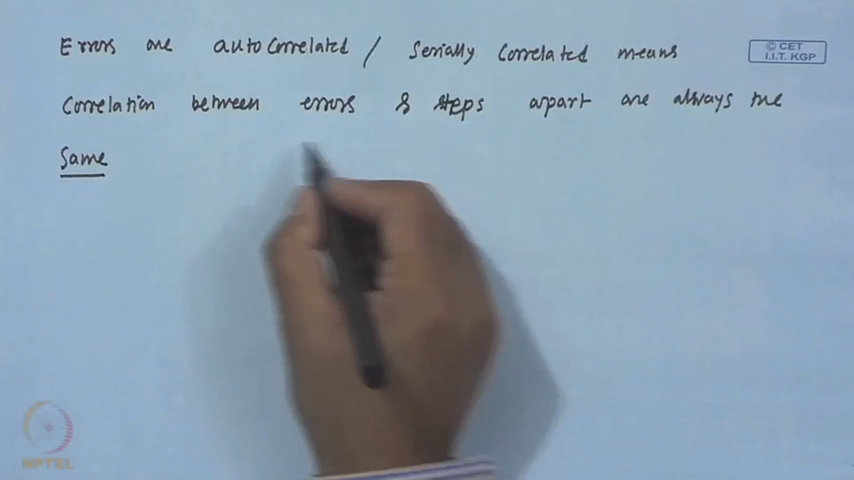 Errors are autocorrelated / serially correlated means
© CET
I.I.T. KGP
Correlation between errors s steps apart are always the
same
NPTEL